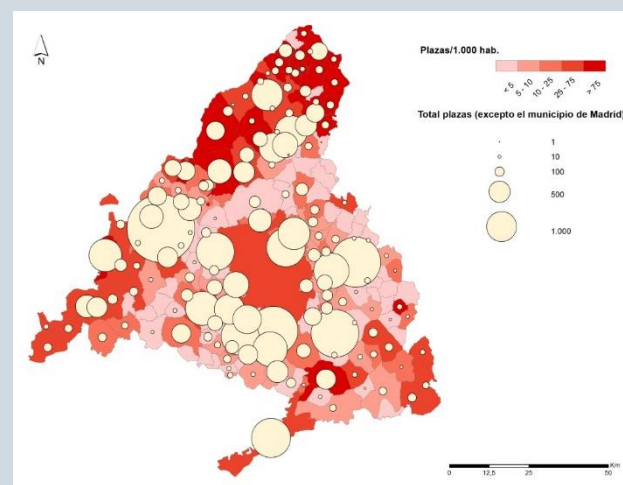 N
Plazas/1.000 hab.
< 5
5 - 10
10 - 25
25 - 75
> 75
Total plazas (excepto el municipio de Madrid)
1
10
100
500
1.000
Km
0 12,5 25 50